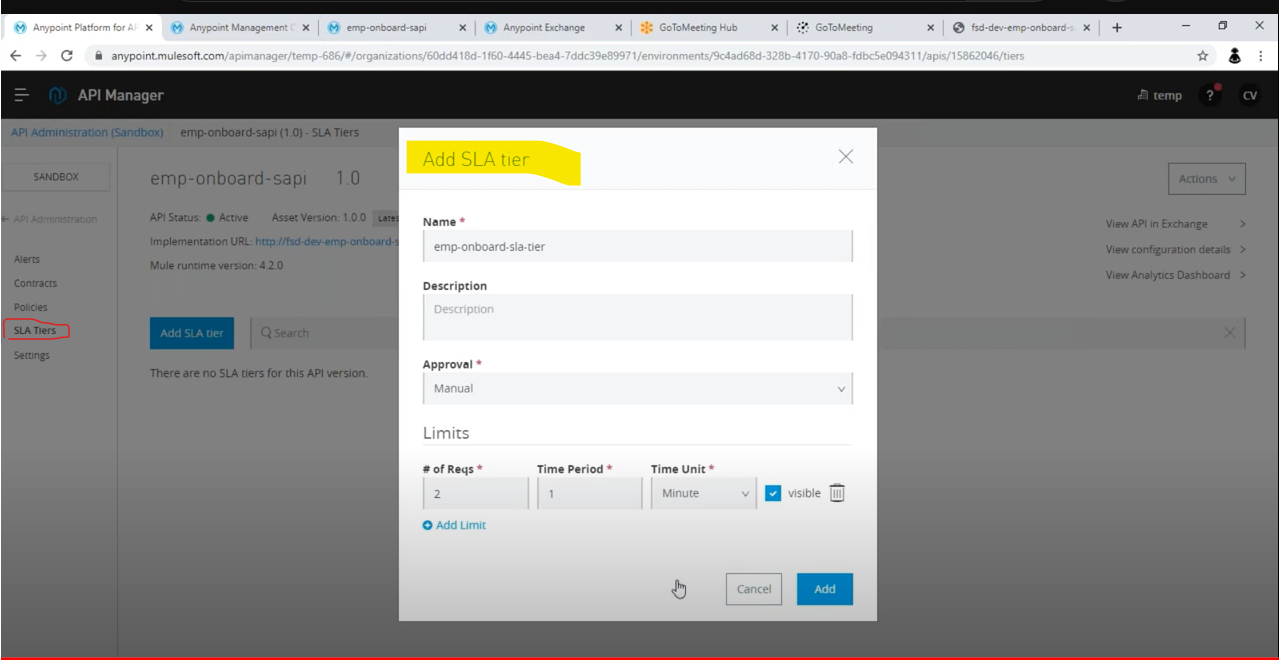 Anypoint Platform for AP
Anypoint Management C
emp-onboard-sapi
Anypoint Exchange
GoToMeeting Hub
GoToMeeting
fsd-dev-emp-onboard-s
anypoint.mulesoft.com/apimanager/temp-686/#/organizations/60dd418d-1f60-4445-bea4-7ddc39e89971/environments/9c4ad68d-328b-4170-90a8-fdbc5e094311/apis/15862046/tiers
API Manager
temp ? CV
API Administration (Sandbox) emp-onboard-sapi (1.0) - SLA Tiers
SANDBOX
← API Administration
Alerts
Contracts
Policies
SLA Tiers
Settings
emp-onboard-sapi 1.0
Actions
API Status: Active Asset Version: 1.0.0 Lates
Implementation URL: http://fsd-dev-emp-onboard-s
Mule runtime version: 4.2.0
View API in Exchange >
View configuration details >
View Analytics Dashboard >
Add SLA tier
Search
There are no SLA tiers for this API version.
Add SLA tier
Name *
emp-onboard-sla-tier
Description
Description
Approval *
Manual
Limits
# of Reqs * Time Period * Time Unit *
2 1 Minute visible
Add Limit
Cancel Add